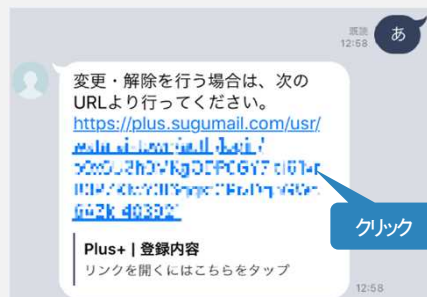 既読
12:58
あ
変更・解除を行う場合は、次の
URLより行ってください。
https://plus.sugumail.com/usr/
クリック
Plus+ | 登録内容
リンクを開くにはこちらをタップ
12:58